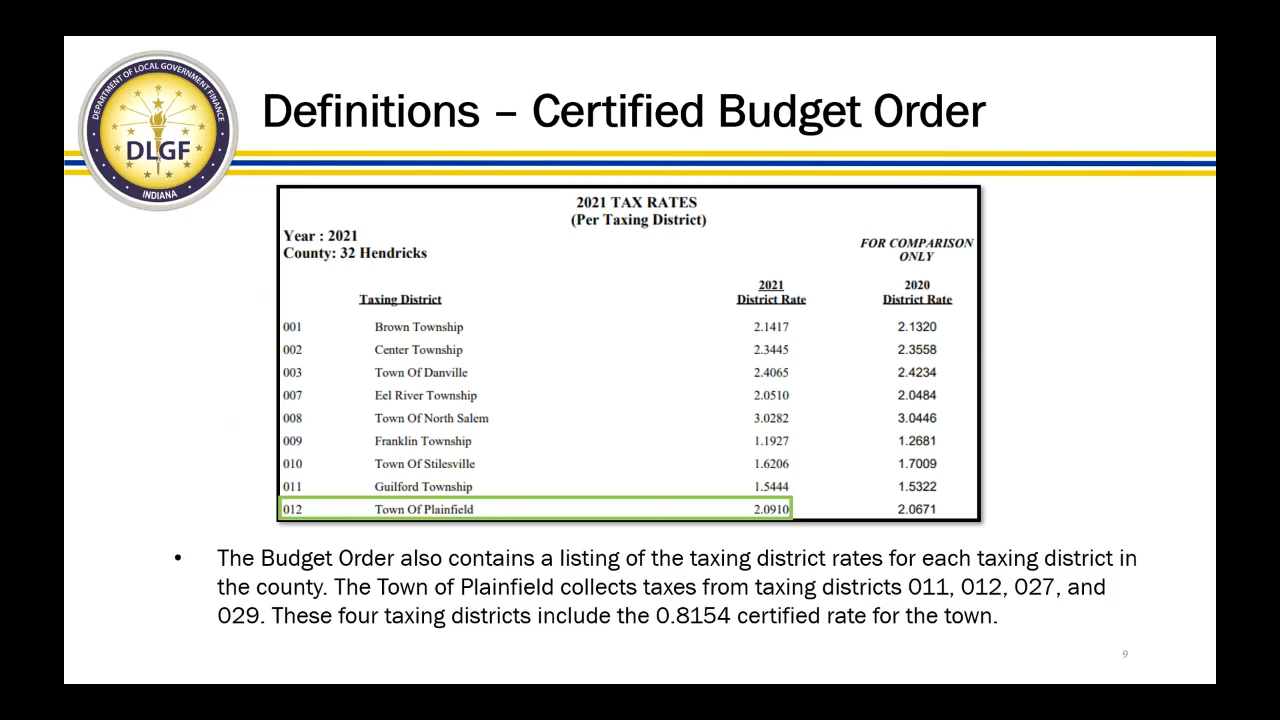 DEPARTMENT OF LOCAL GOVERNMENT FINANCE
DLGF
INDIANA
Definitions – Certified Budget Order
2021 TAX RATES
(Per Taxing District)
Year : 2021
County: 32 Hendricks
FOR COMPARISON
ONLY
2021 2020
Taxing District District Rate District Rate
001 Brown Township 2.1417 2.1320
002 Center Township 2.3445 2.3558
003 Town Of Danville 2.4065 2.4234
007 Eel River Township 2.0510 2.0484
008 Town Of North Salem 3.0282 3.0446
009 Franklin Township 1.1927 1.2681
010 Town Of Stilesville 1.6206 1.7009
011 Guilford Township 1.5444 1.5322
012 Town Of Plainfield 2.0910 2.0671
• The Budget Order also contains a listing of the taxing district rates for each taxing district in
the county. The Town of Plainfield collects taxes from taxing districts 011, 012, 027, and
029. These four taxing districts include the 0.8154 certified rate for the town.
9